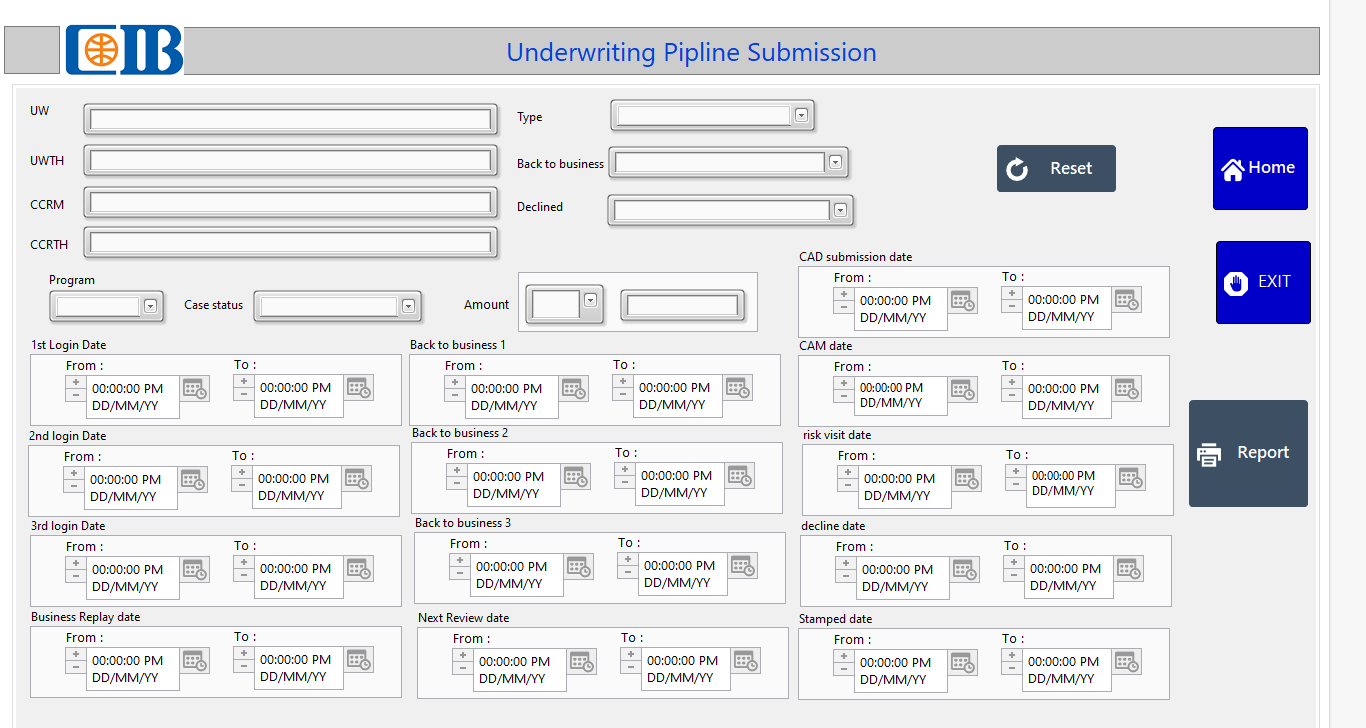 CIB
Underwriting Pipline Submission
UW
UWTH
CCRM
CCRTH
Type
Back to business
Declined
Reset
Home
EXIT
Report
Program
Case status
Amount
1st Login Date
From :
00:00:00 PM
DD/MM/YY
To :
00:00:00 PM
DD/MM/YY
2nd login Date
From :
00:00:00 PM
DD/MM/YY
To :
00:00:00 PM
DD/MM/YY
3rd login Date
From :
00:00:00 PM
DD/MM/YY
To :
00:00:00 PM
DD/MM/YY
Business Replay date
From :
00:00:00 PM
DD/MM/YY
To :
00:00:00 PM
DD/MM/YY
Back to business 1
From :
00:00:00 PM
DD/MM/YY
To :
00:00:00 PM
DD/MM/YY
Back to business 2
From :
00:00:00 PM
DD/MM/YY
To :
00:00:00 PM
DD/MM/YY
Back to business 3
From :
00:00:00 PM
DD/MM/YY
To :
00:00:00 PM
DD/MM/YY
Next Review date
From :
00:00:00 PM
DD/MM/YY
To :
00:00:00 PM
DD/MM/YY
CAD submission date
From :
00:00:00 PM
DD/MM/YY
To :
00:00:00 PM
DD/MM/YY
CAM date
From :
00:00:00 PM
DD/MM/YY
To :
00:00:00 PM
DD/MM/YY
risk visit date
From :
00:00:00 PM
DD/MM/YY
To :
00:00:00 PM
DD/MM/YY
decline date
From :
00:00:00 PM
DD/MM/YY
To :
00:00:00 PM
DD/MM/YY
Stamped date
From :
00:00:00 PM
DD/MM/YY
To :
00:00:00 PM
DD/MM/YY